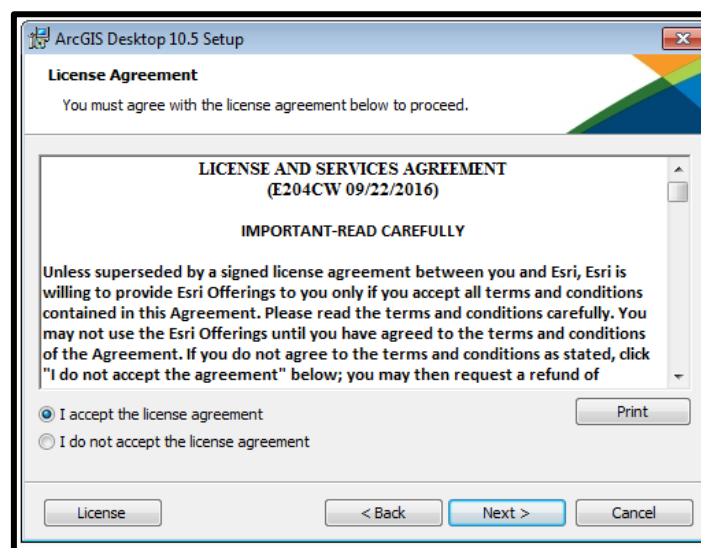 ArcGIS Desktop 10.5 Setup
License Agreement
You must agree with the license agreement below to proceed.
LICENSE AND SERVICES AGREEMENT
(E204CW 09/22/2016)
IMPORTANT-READ CAREFULLY
Unless superseded by a signed license agreement between you and Esri, Esri is
willing to provide Esri Offerings to you only if you accept all terms and conditions
contained in this Agreement. Please read the terms and conditions carefully. You
may not use the Esri Offerings until you have agreed to the terms and conditions
of the Agreement. If you do not agree to the terms and conditions as stated, click
"I do not accept the agreement" below; you may then request a refund of
I accept the license agreement
Print
I do not accept the license agreement
License
< Back
Next >
Cancel